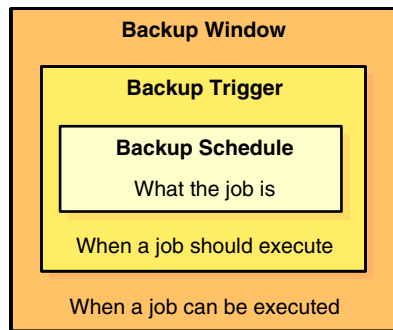 Backup Window
Backup Trigger
Backup Schedule
What the job is
When a job should execute
When a job can be executed